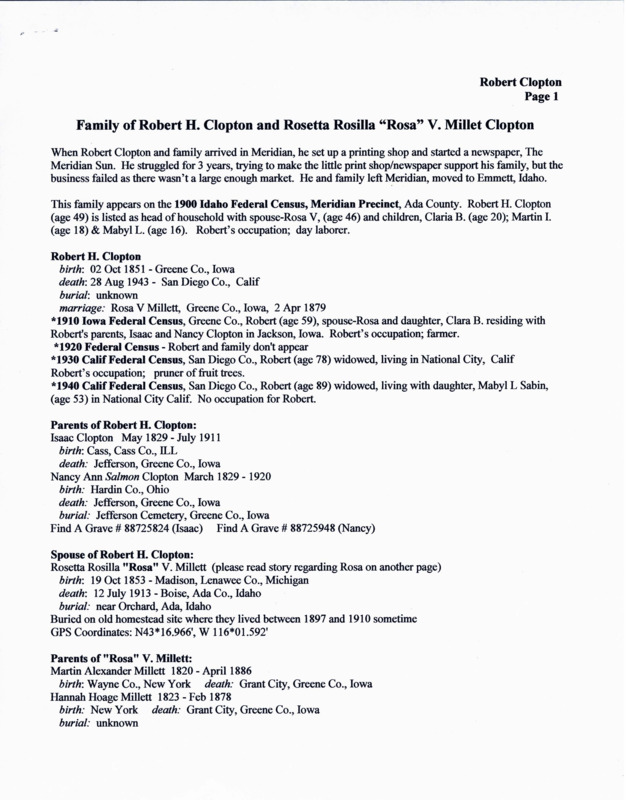 Robert Clopton
Page 1
Family of Robert H. Clopton and Rosetta Rosilla “Rosa” V. Millet Clopton
When Robert Clopton and family arrived in Meridian, he set up a printing shop and started a newspaper, The
Meridian Sun. He struggled for 3 years, trying to make the little print shop/newspaper support his family, but the
business failed as there wasn’t a large enough market. He and family left Meridian, moved to Emmett, Idaho.
This family appears on the 1900 Idaho Federal Census, Meridian Precinct, Ada County. Robert H. Clopton
(age 49) is listed as head of household with spouse-Rosa V, (age 46) and children, Claria B. (age 20); Martin I.
(age 18) & Mabyl L. (age 16). Robert's occupation; day laborer.
Robert H. Clopton
birth: 02 Oct 1851 - Greene Co., Iowa
death: 28 Aug 1943 - San Diego Co., Calif
burial: unknown
marriage: Rosa V Millett, Greene Co., Iowa, 2 Apr 1879
*1910 Iowa Federal Census, Greene Co., Robert (age 59), spouse-Rosa and daughter, Clara B. residing with
Robert's parents, Isaac and Nancy Clopton in Jackson, Iowa. Robert's occupation; farmer.
*1920 Federal Census - Robert and family don't appear
*1930 Calif Federal Census, San Diego Co., Robert (age 78) widowed, living in National City, Calif
Robert's occupation; pruner of fruit trees.
*1940 Calif Federal Census, San Diego Co., Robert (age 89) widowed, living with daughter, Mabyl L Sabin,
(age 53) in National City Calif. No occupation for Robert.
Parents of Robert H. Clopton:
Isaac Clopton May 1829 - July 1911
birth: Cass, Cass Co., ILL
death: Jefferson, Greene Co., Iowa
Nancy Ann Salmon Clopton March 1829 - 1920
birth: Hardin Co., Ohio
death: Jefferson, Greene Co., Iowa
burial: Jefferson Cemetery, Greene Co., Iowa
Find A Grave # 88725824 (Isaac) Find A Grave # 88725948 (Nancy)
Spouse of Robert H. Clopton:
Rosetta Rosilla "Rosa" V. Millett (please read story regarding Rosa on another page)
birth: 19 Oct 1853 - Madison, Lenawee Co., Michigan
death: 12 July 1913 - Boise, Ada Co., Idaho
burial: near Orchard, Ada, Idaho
Buried on old homestead site where they lived between 1897 and 1910 sometime
GPS Coordinates: N43*16.966', W 116*01.592'
Parents of "Rosa" V. Millett:
Martin Alexander Millett 1820 - April 1886
birth: Wayne Co., New York death: Grant City, Greene Co., Iowa
Hannah Hoage Millett 1823 - Feb 1878
birth: New York death: Grant City, Greene Co., Iowa
burial: unknown